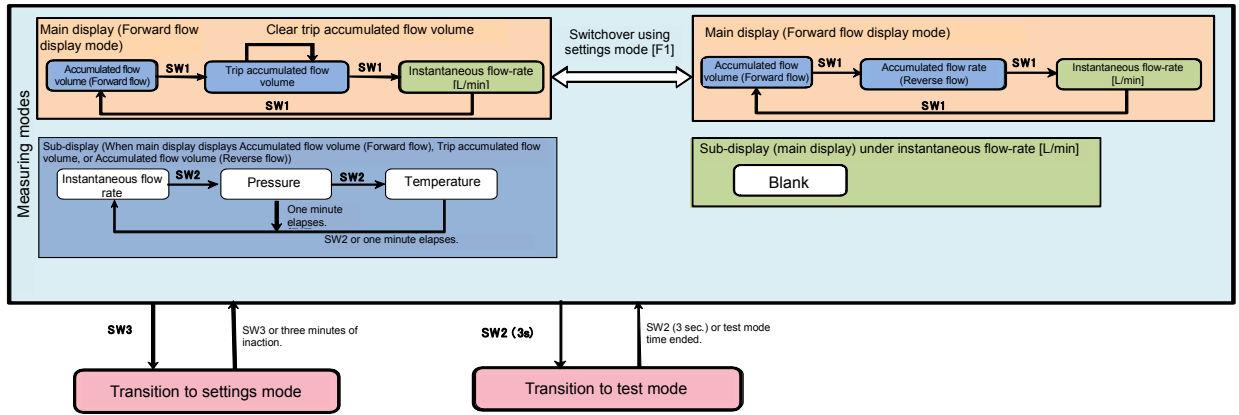 Measuring modes
Main display (Forward flow
display mode)
Clear trip accumulated flow volume
Accumulated flow
volume (Forward flow)
SW1
Trip accumulated flow
volume
SW1
Instantaneous flow-rate
[L/min]
SW1
Switchover using
settings mode [F1]
Main display (Forward flow display mode)
Accumulated flow
volume (Forward flow)
SW1
Accumulated flow rate
(Reverse flow)
SW1
Instantaneous flow-rate
[L/min]
SW1
Sub-display (When main display displays Accumulated flow volume (Forward flow), Trip accumulated flow
volume, or Accumulated flow volume (Reverse flow))
Instantaneous flow
rate
SW2
Pressure
SW2
Temperature
One minute
elapses.
SW2 or one minute elapses.
Sub-display (main display) under instantaneous flow-rate [L/min]
Blank
SW3
SW3 or three minutes of
inaction.
SW2 (3s)
SW2 (3 sec.) or test mode
time ended.
Transition to settings mode
Transition to test mode